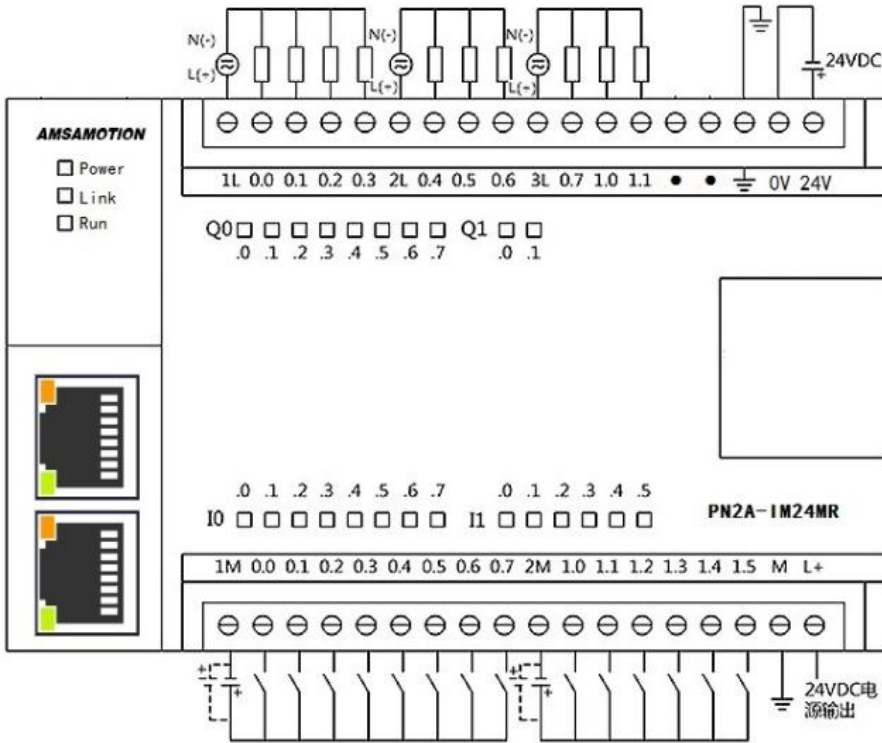 N(-) N(-) N(-)
L(+) L(+) L(+) 24VDC
+
AMSAMOTION
Power
Link
Run
1L 0.0 0.1 0.2 0.3 2L 0.4 0.5 0.6 3L 0.7 1.0 1.1 • • 0V 24V
Q0 Q1
.0 .1 .2 .3 .4 .5 .6 .7 .0 .1
.0 .1 .2 .3 .4 .5 .6 .7 .0 .1 .2 .3 .4 .5
I0 I1
PN2A-IM24MR
1M 0.0 0.1 0.2 0.3 0.4 0.5 0.6 0.7 2M 1.0 1.1 1.2 1.3 1.4 1.5 M L+
+ + + +
24VDC电
源输出